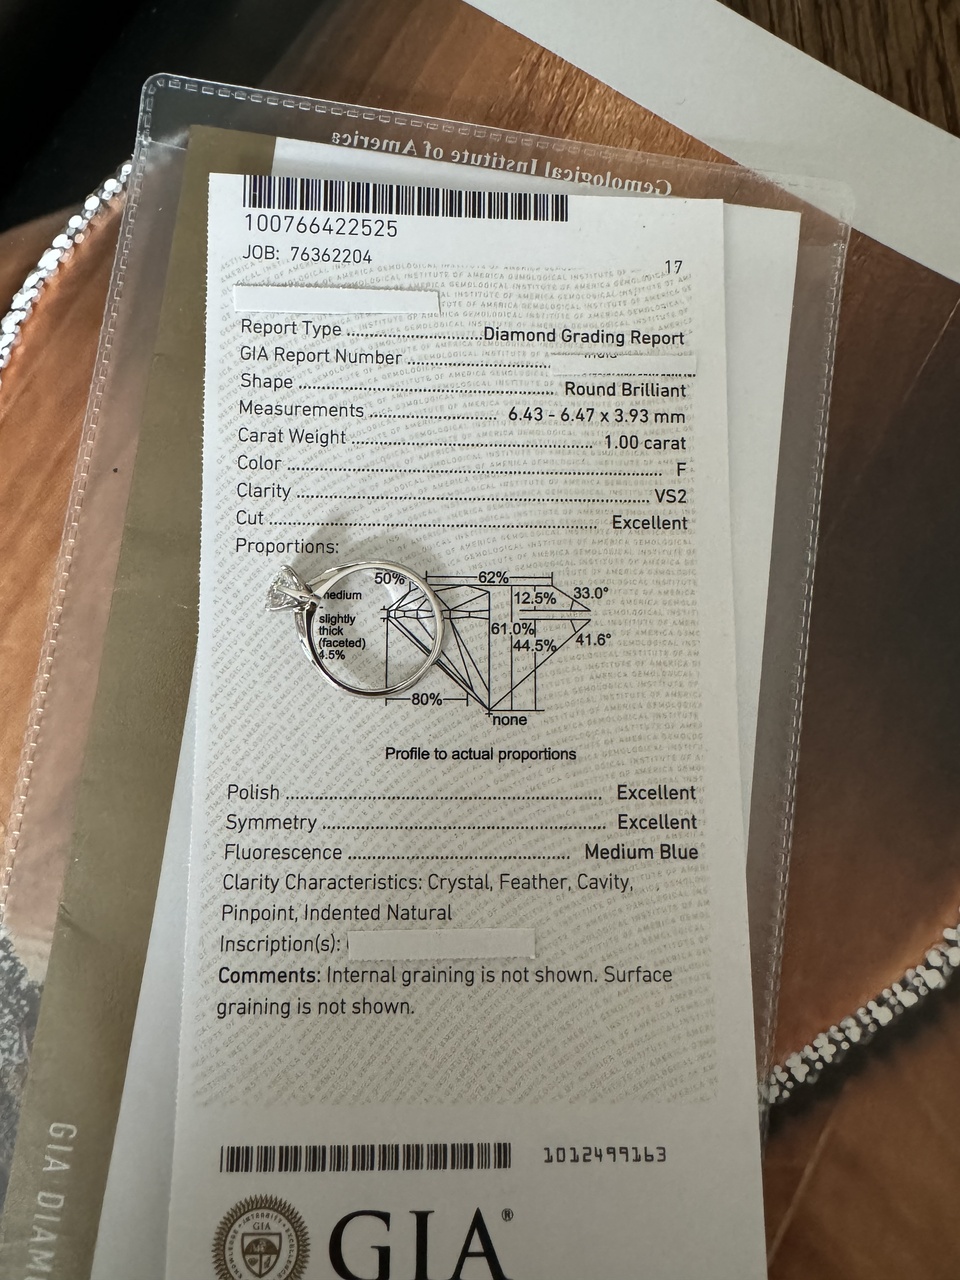 Gemological Institute of America
100766422525
JOB: 76362204
17
Report Type ........................ Diamond Grading Report
GIA Report Number ........................
Shape ........................ Round Brilliant
Measurements ........................ 6.43 - 6.47 x 3.93 mm
Carat Weight ........................ 1.00 carat
Color ........................ F
Clarity ........................ VS2
Cut ........................ Excellent
Proportions:
50% 62%
12.5% 33.0°
slightly
thick
(faceted)
4.5%
61.0%
44.5% 41.6°
80%
none
Profile to actual proportions
Polish ........................ Excellent
Symmetry ........................ Excellent
Fluorescence ........................ Medium Blue
Clarity Characteristics: Crystal, Feather, Cavity,
Pinpoint, Indented Natural
Inscription(s):
Comments: Internal graining is not shown. Surface
graining is not shown.
1012499163
GIA
GIA®
GIA DIAM